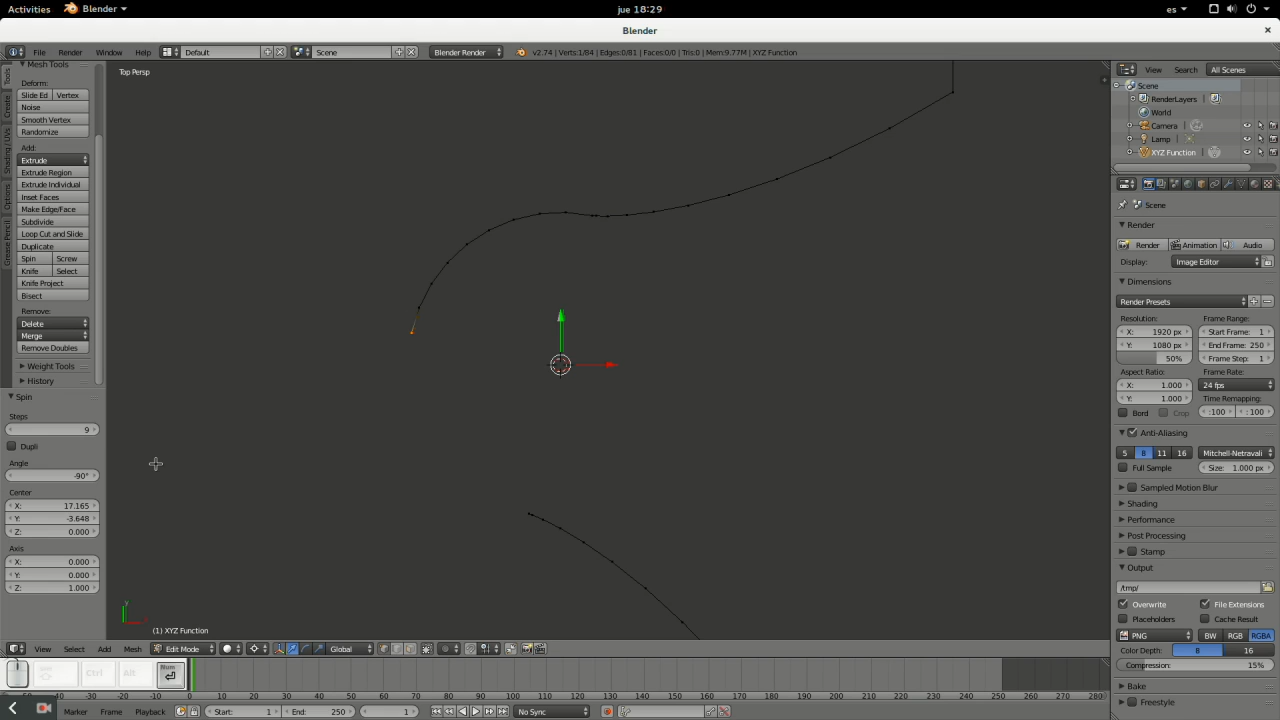 Activities Blender jue 18:29 es
Blender
File Render Window Help Default Scene Blender Render v2.74 | Verts:1/84 | Edges:0/81 | Faces:0/0 | Tris:0 | Mem:9.77M | XYZ Function
View Search All Scenes
Mesh Tools
Deform:
Slide Ed Vertex
Noise
Smooth Vertex
Randomize
Add:
Extrude
Extrude Region
Extrude Individual
Inset Faces
Make Edge/Face
Subdivide
Loop Cut and Slide
Duplicate
Spin Screw
Knife Select
Knife Project
Bisect
Remove:
Delete
Merge
Remove Doubles
Weight Tools
History
Tools
Create
Shading / UVs
Options
Grease Pencil
Spin
Steps
9
Dupli
Angle
-90°
Center
X: 17.165
Y: -3.648
Z: 0.000
Axis
X: 0.000
Y: 0.000
Z: 1.000
Top Persp
y
(1) XYZ Function
Scene
RenderLayers
World
Camera
Lamp
XYZ Function
Scene
Render
Render Animation Audio
Display: Image Editor
Dimensions
Render Presets
Resolution: Frame Range:
X: 1920 px Start Frame: 1
Y: 1080 px End Frame: 250
50% Frame Step: 1
Aspect Ratio: Frame Rate:
X: 1.000 24 fps
Y: 1.000 Time Remapping:
Bord Crop :100 :100
Anti-Aliasing
5 8 11 16 Mitchell-Netravali
Full Sample Size: 1.000 px
Sampled Motion Blur
Shading
Performance
Post Processing
Stamp
Output
/tmp/
Overwrite File Extensions
Placeholders Cache Result
PNG BW RGB RGBA
Color Depth: 8 16
Compression: 15%
Bake
Freestyle
View Select Add Mesh Edit Mode Global
Ctrl Alt Num
-50 -40 -30 -20 -10 0 10 20 30 40 50 60 70 80 90 100 110 120 130 140 150 160 170 180 190 200 210 220 230 240 250 260 270 280
Marker Frame Playback Start: 1 End: 250 1 No Sync